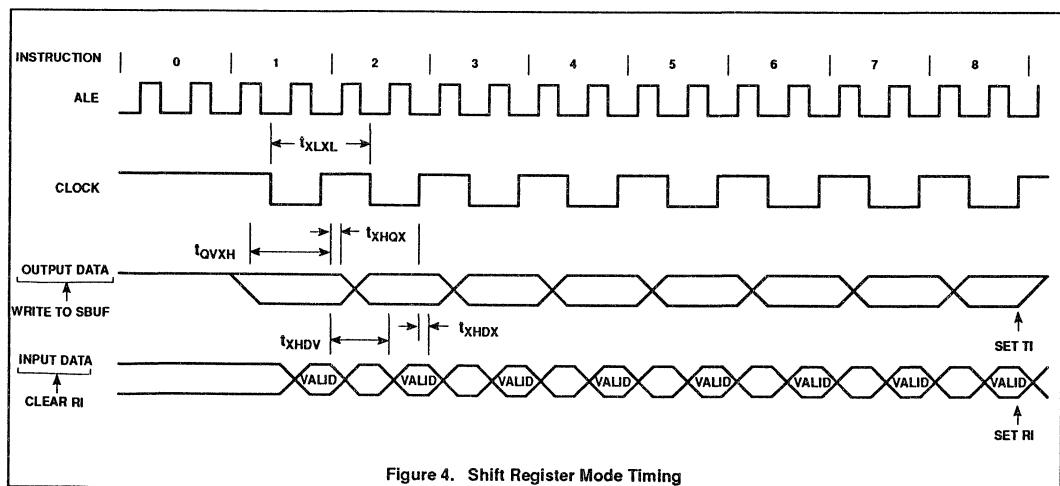 INSTRUCTION 0 1 2 3 4 5 6 7 8
ALE
tXLXL
CLOCK
tQVXH tXHQX
OUTPUT DATA
WRITE TO SBUF
tXHDV tXHDX
SET TI
INPUT DATA
VALID VALID VALID VALID VALID VALID VALID VALID
CLEAR RI
SET RI
Figure 4. Shift Register Mode Timing